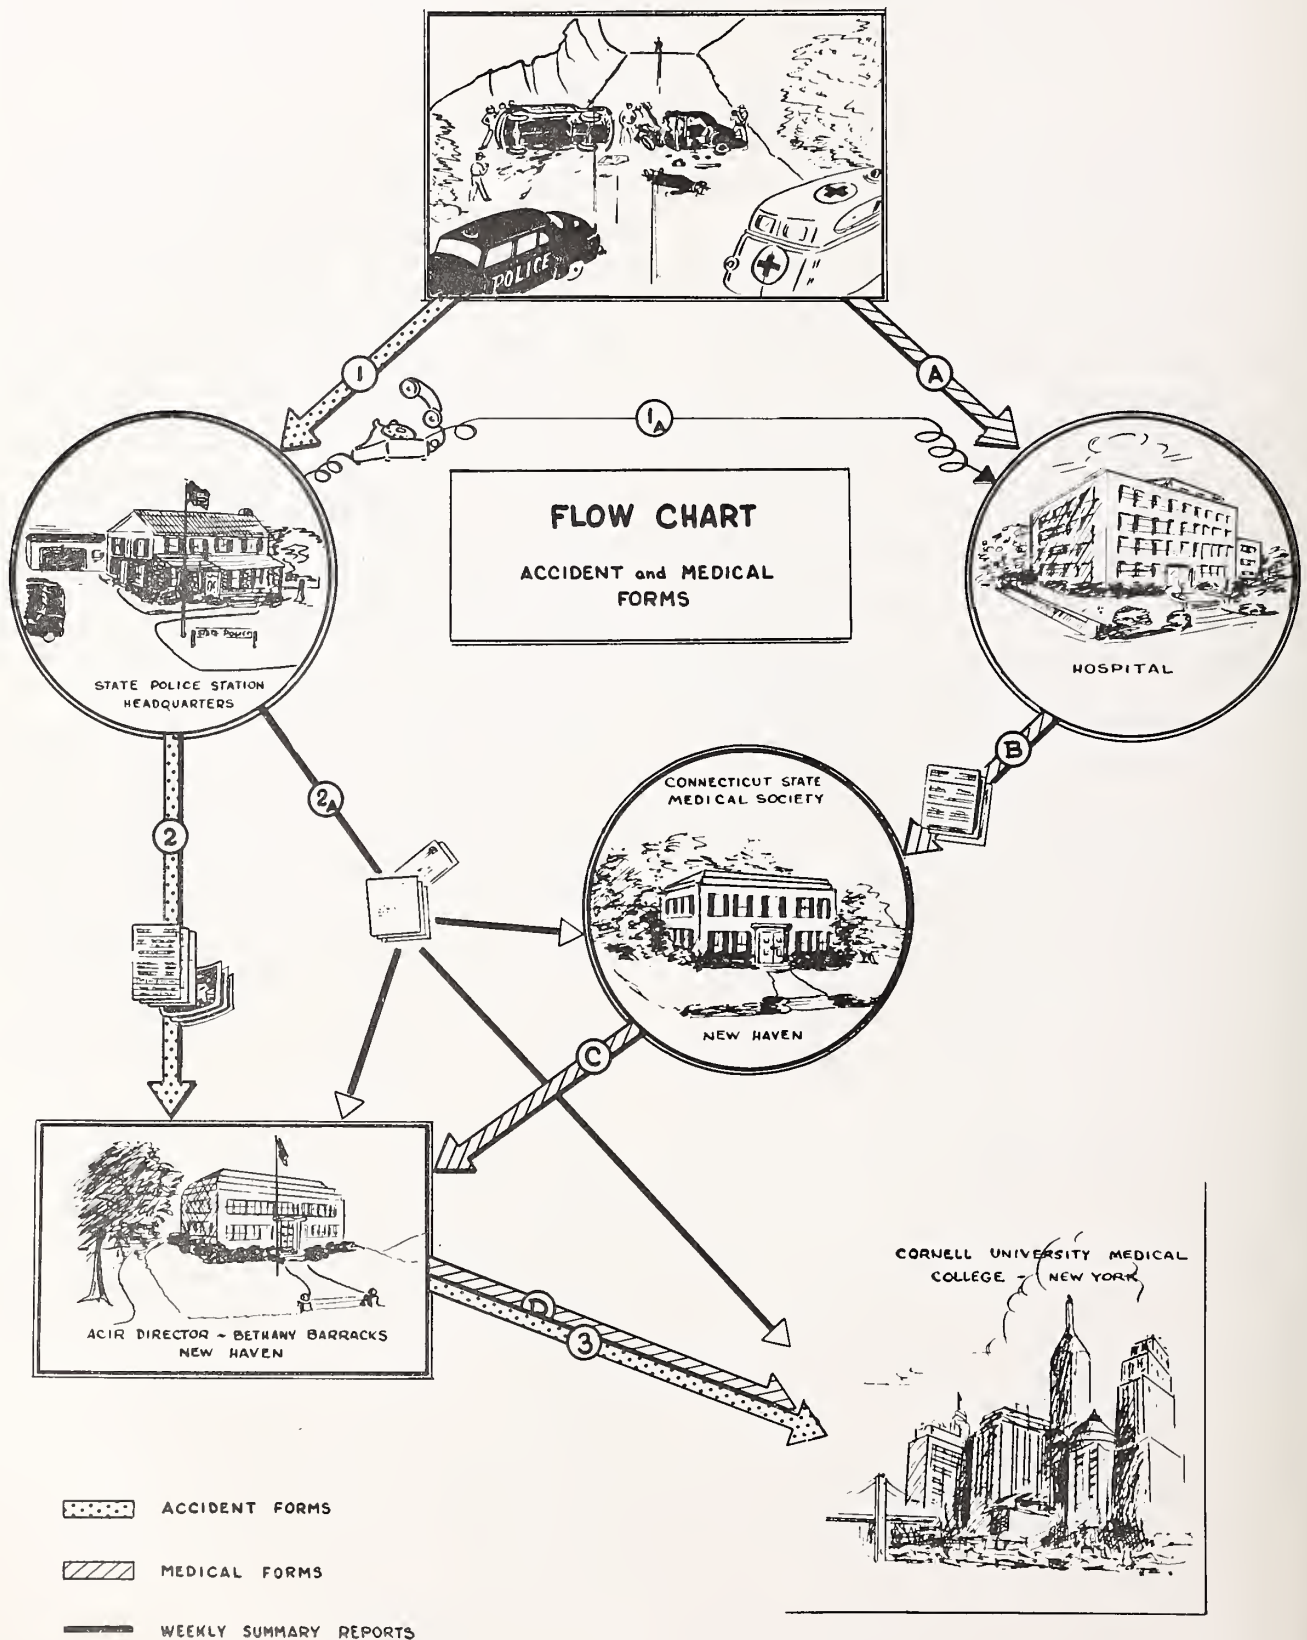 POLICE
1
A
1A
FLOW CHART
ACCIDENT and MEDICAL
FORMS
STATE POLICE
STATE POLICE STATION
HEADQUARTERS
HOSPITAL
B
2
2A
CONNECTICUT STATE
MEDICAL SOCIETY
NEW HAVEN
C
ACIR DIRECTOR ~ BETHANY BARRACKS
NEW HAVEN
D
3
CORNELL UNIVERSITY MEDICAL
COLLEGE - NEW YORK
ACCIDENT FORMS
MEDICAL FORMS
WEEKLY SUMMARY REPORTS